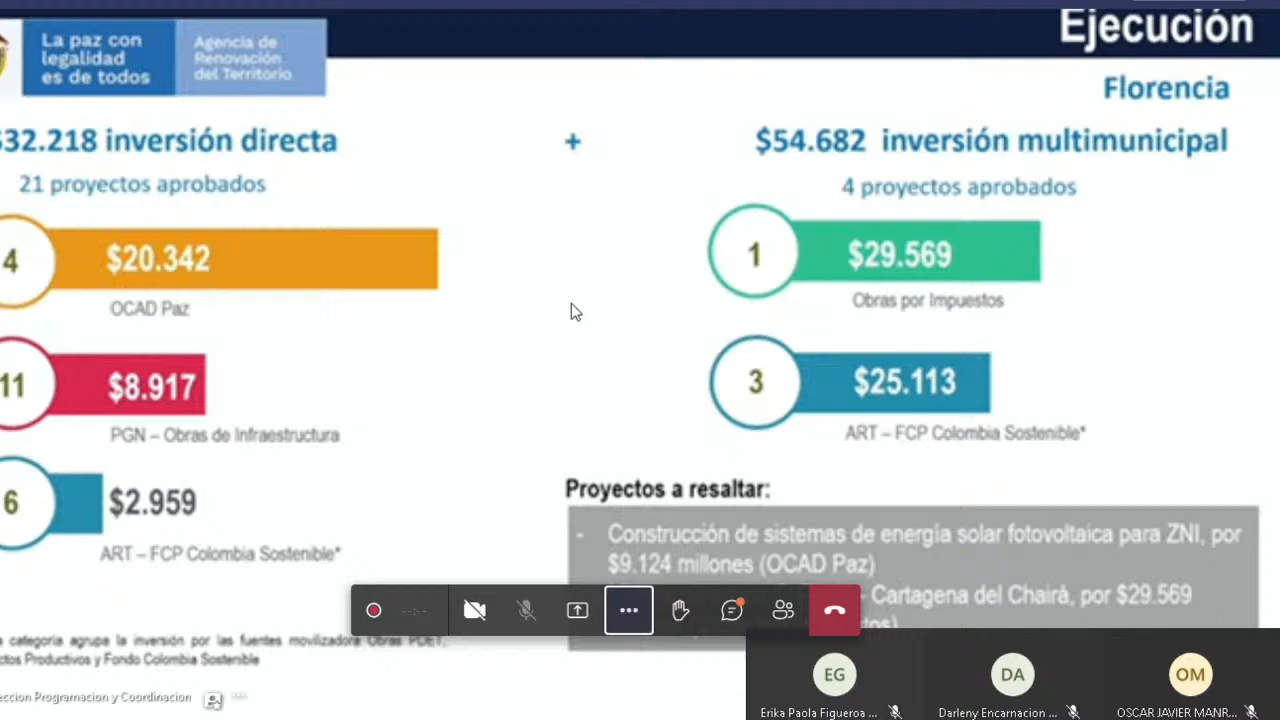 Ejecución
La paz con
legalidad
es de todos
Agencia de
Renovación
del Territorio
Florencia
$32.218 inversión directa
+
$54.682 inversión multimunicipal
21 proyectos aprobados
4 proyectos aprobados
4
$20.342
OCAD Paz
1
$29.569
Obras por Impuestos
11
$8.917
PGN – Obras de Infraestructura
3
$25.113
ART – FCP Colombia Sostenible*
6
$2.959
ART – FCP Colombia Sostenible*
Proyectos a resaltar:
- Construcción de sistemas de energía solar fotovoltaica para ZNI, por
$9.124 millones (OCAD Paz)
– Cartagena del Chairá, por $29.569
tos)
categoría agrupa la inversión por las fuentes movilizadora Obras PDET,
ctos Productivos y Fondo Colombia Sostenible
eccion Programacion y Coordinacion
EG
DA
OM
Erika Paola Figueroa ...
Darleny Encarnacion ...
OSCAR JAVIER MANR...